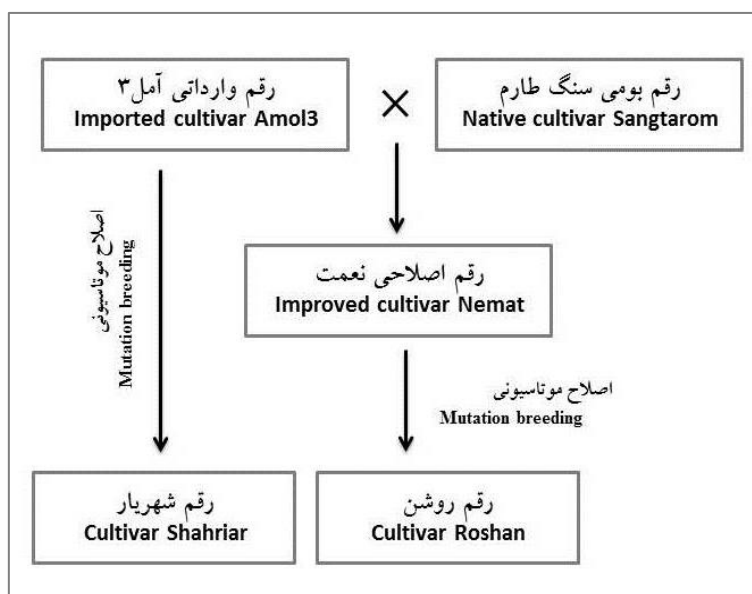 رقم وارداتی آمل۳
Imported cultivar Amol3
×
رقم بومی سنگ طارم
Native cultivar Sangtarom
اصلاح موتاسیونی
Mutation breeding
رقم اصلاحی نعمت
Improved cultivar Nemat
اصلاح موتاسیونی
Mutation breeding
رقم شهریار
Cultivar Shahriar
رقم روشن
Cultivar Roshan